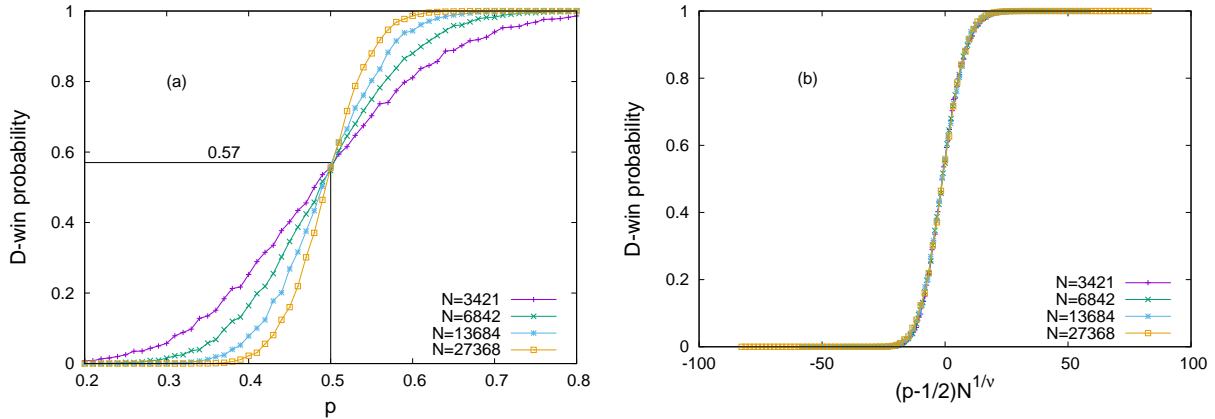 (a)
0.57
D-win probability
1
0.8
0.6
0.4
0.2
0
N=3421
N=6842
N=13684
N=27368
0.2 0.3 0.4 0.5 0.6 0.7 0.8
p
(b)
D-win probability
1
0.8
0.6
0.4
0.2
0
N=3421
N=6842
N=13684
N=27368
-100 -50 0 50 100
(p-1/2)N^{1/ν}